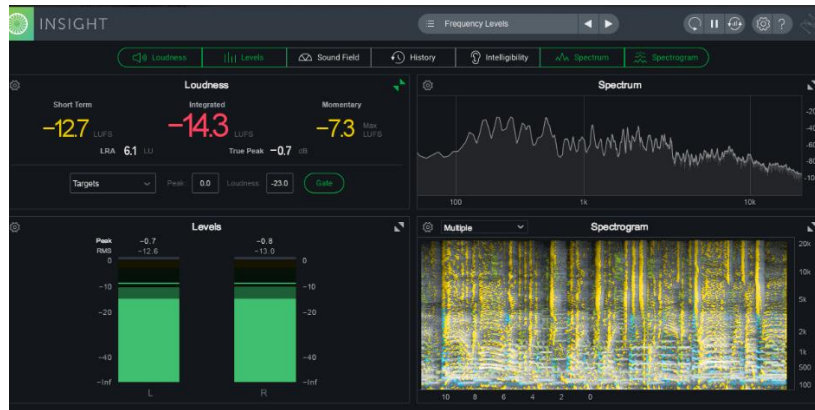 INSIGHT
Frequency Levels
?
Loudness
Levels
Sound Field
History
Intelligibility
Spectrum
Spectrogram
Loudness
Short Term
Integrated
Momentary
-12.7 LUFS
-14.3 LUFS
-7.3 Max LUFS
LRA 6.1 LU
True Peak -0.7 dB
Targets
Peak: 0.0
Loudness: -23.0
Gate
Spectrum
-20
-40
-60
-80
-100
100
1k
10k
Levels
Peak -0.7 -0.8
RMS -12.6 -13.0
0 0
-10 -10
-20 -20
-40 -40
-Inf -Inf
L R
Multiple
Spectrogram
20k
10k
5k
2k
1k
500
100
10 8 6 4 2 0